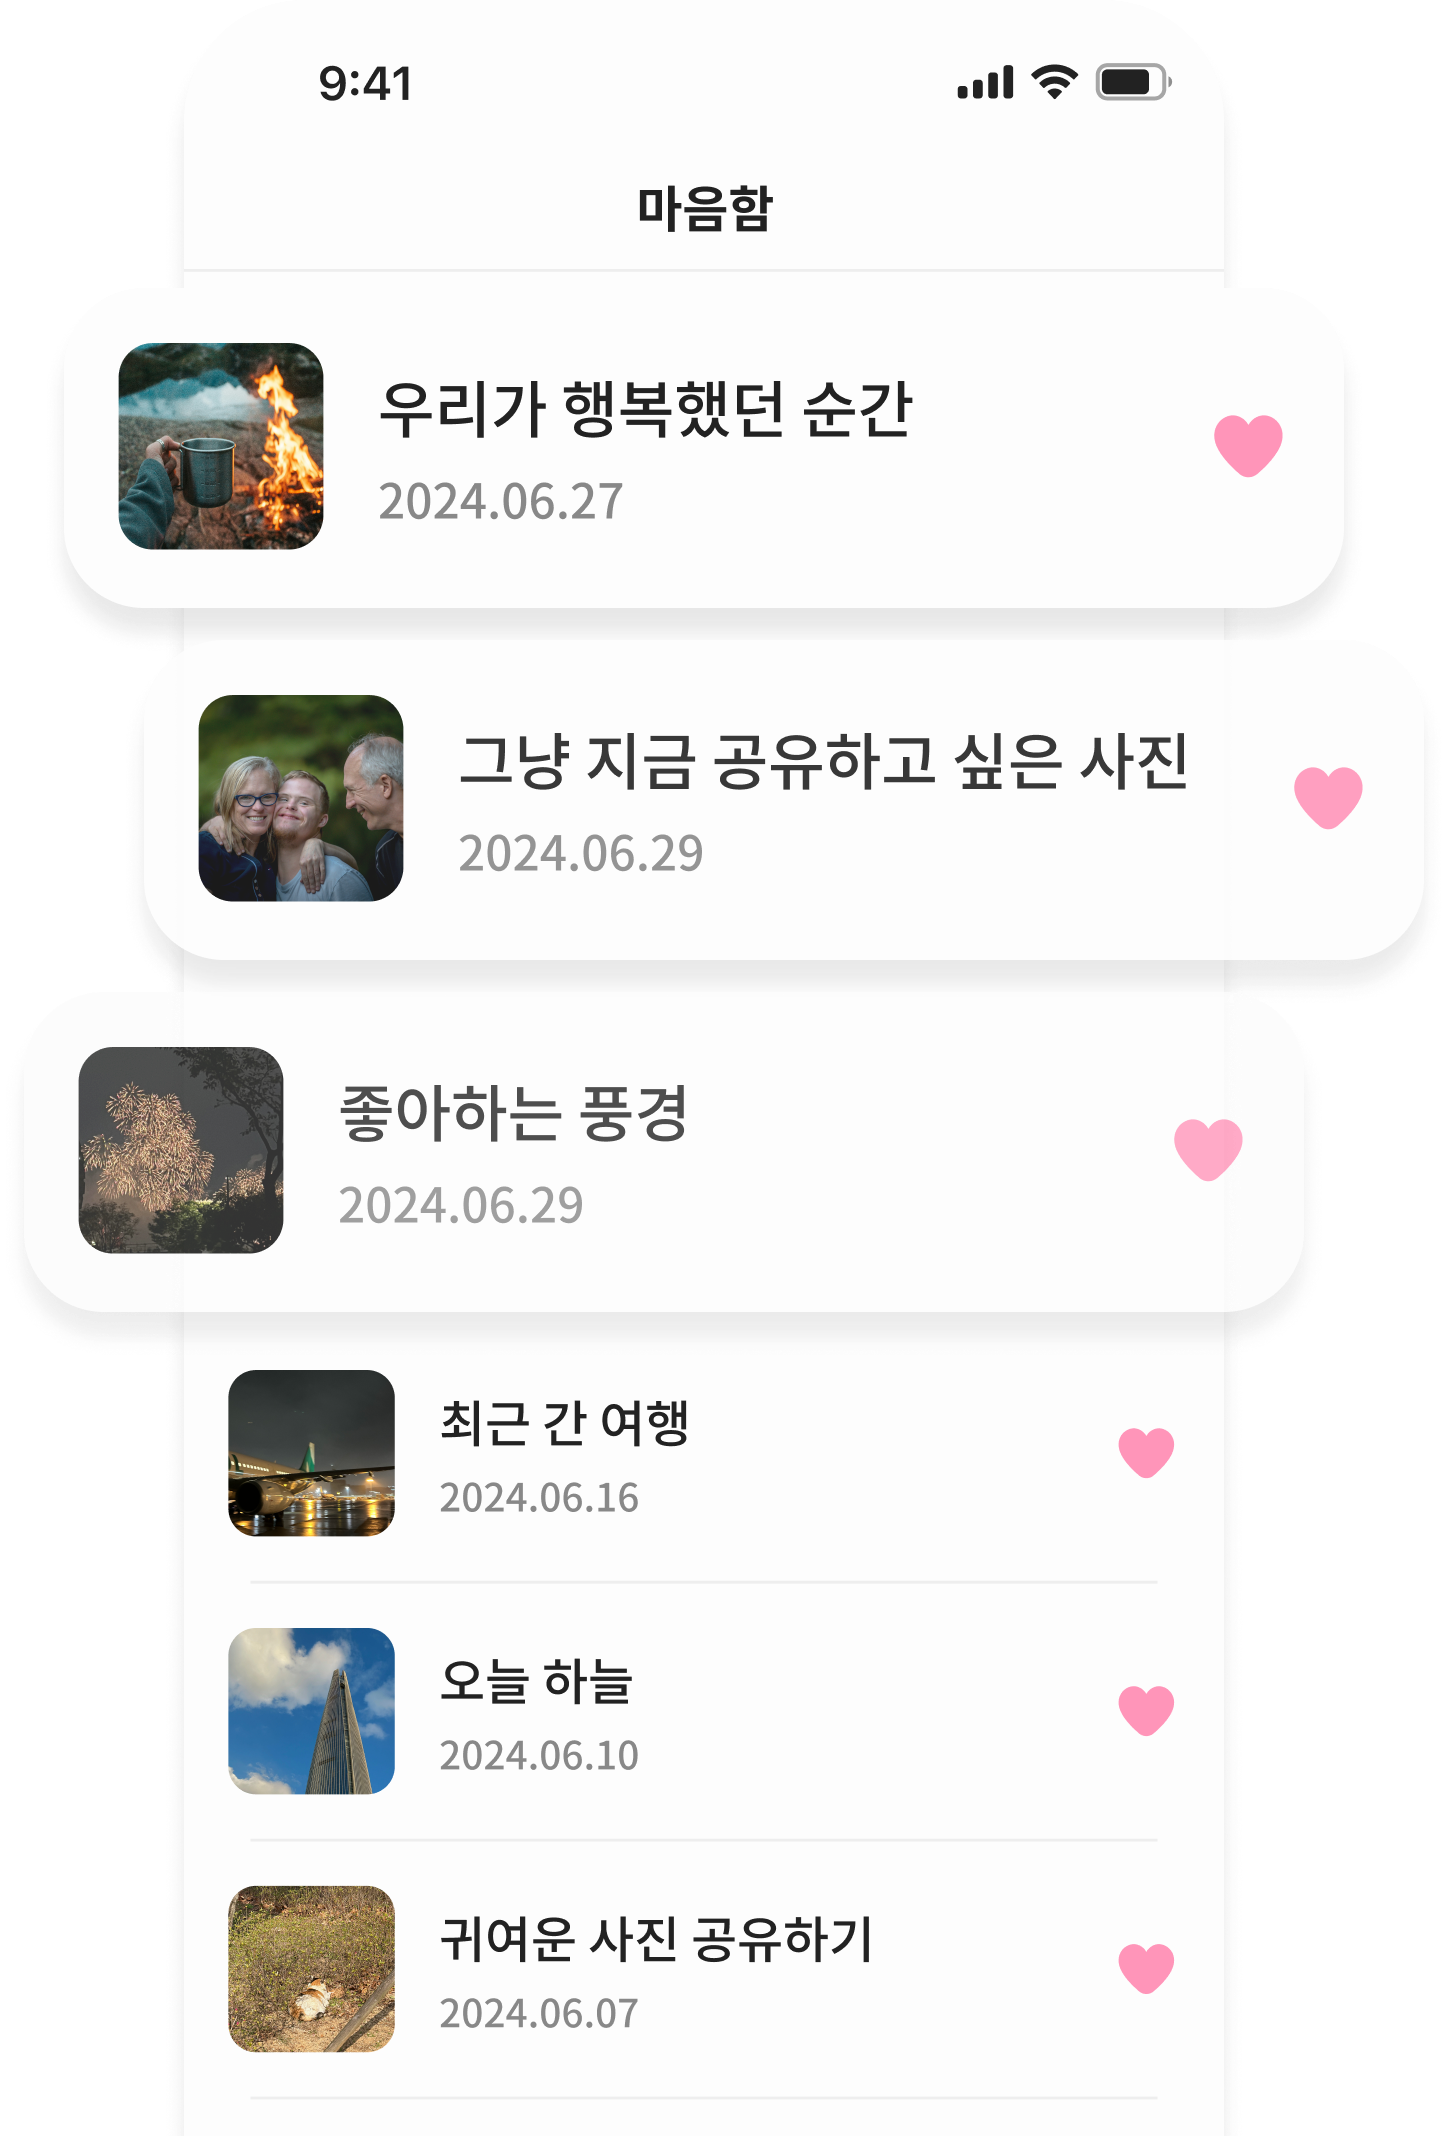 9:41
마음함
우리가 행복했던 순간
2024.06.27
그냥 지금 공유하고 싶은 사진
2024.06.29
좋아하는 풍경
2024.06.29
최근 간 여행
2024.06.16
오늘 하늘
2024.06.10
귀여운 사진 공유하기
2024.06.07